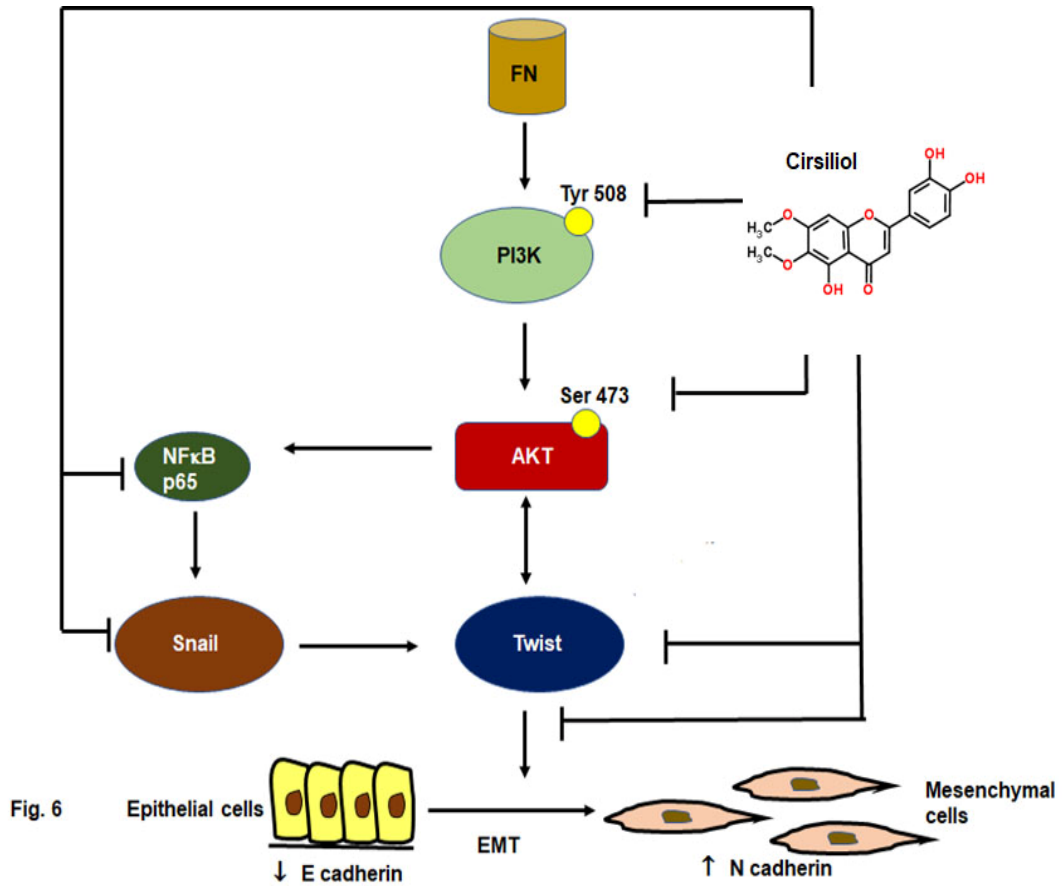 FN
Cirsiliol
OH
OH
Tyr 508
O
O
H3C
PI3K
O
H3C
OH
O
Ser 473
AKT
NFκB
p65
Snail
Twist
Fig. 6
Epithelial cells
Mesenchymal
cells
EMT
↓ E cadherin
↑ N cadherin